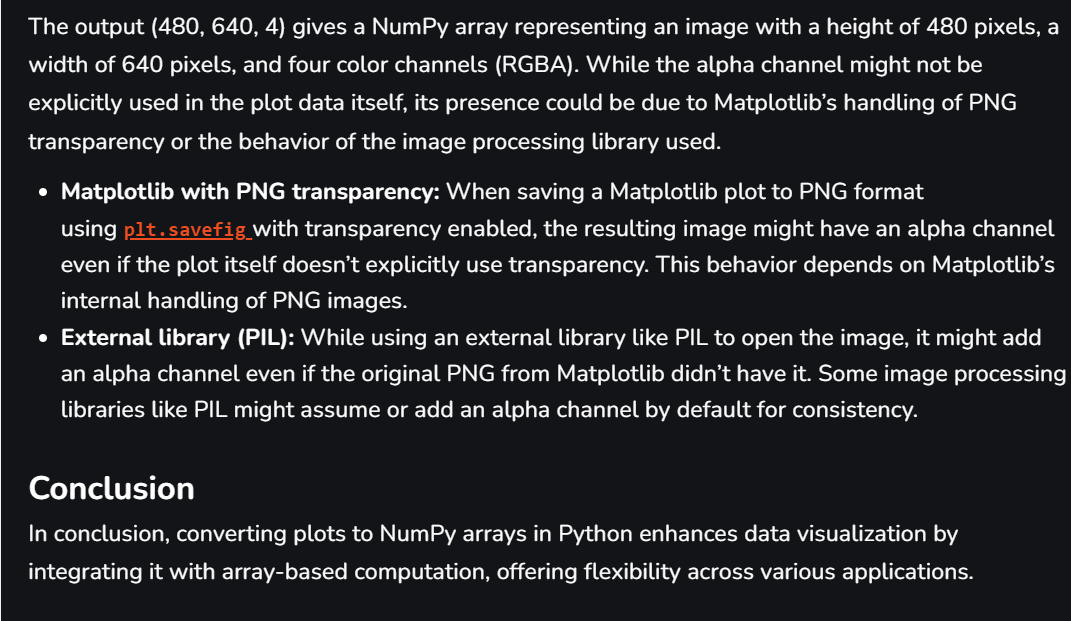 The output (480, 640, 4) gives a NumPy array representing an image with a height of 480 pixels, a
width of 640 pixels, and four color channels (RGBA). While the alpha channel might not be
explicitly used in the plot data itself, its presence could be due to Matplotlib’s handling of PNG
transparency or the behavior of the image processing library used.
• Matplotlib with PNG transparency: When saving a Matplotlib plot to PNG format
using plt.savefig with transparency enabled, the resulting image might have an alpha channel
even if the plot itself doesn’t explicitly use transparency. This behavior depends on Matplotlib’s
internal handling of PNG images.
• External library (PIL): While using an external library like PIL to open the image, it might add
an alpha channel even if the original PNG from Matplotlib didn’t have it. Some image processing
libraries like PIL might assume or add an alpha channel by default for consistency.
Conclusion
In conclusion, converting plots to NumPy arrays in Python enhances data visualization by
integrating it with array-based computation, offering flexibility across various applications.